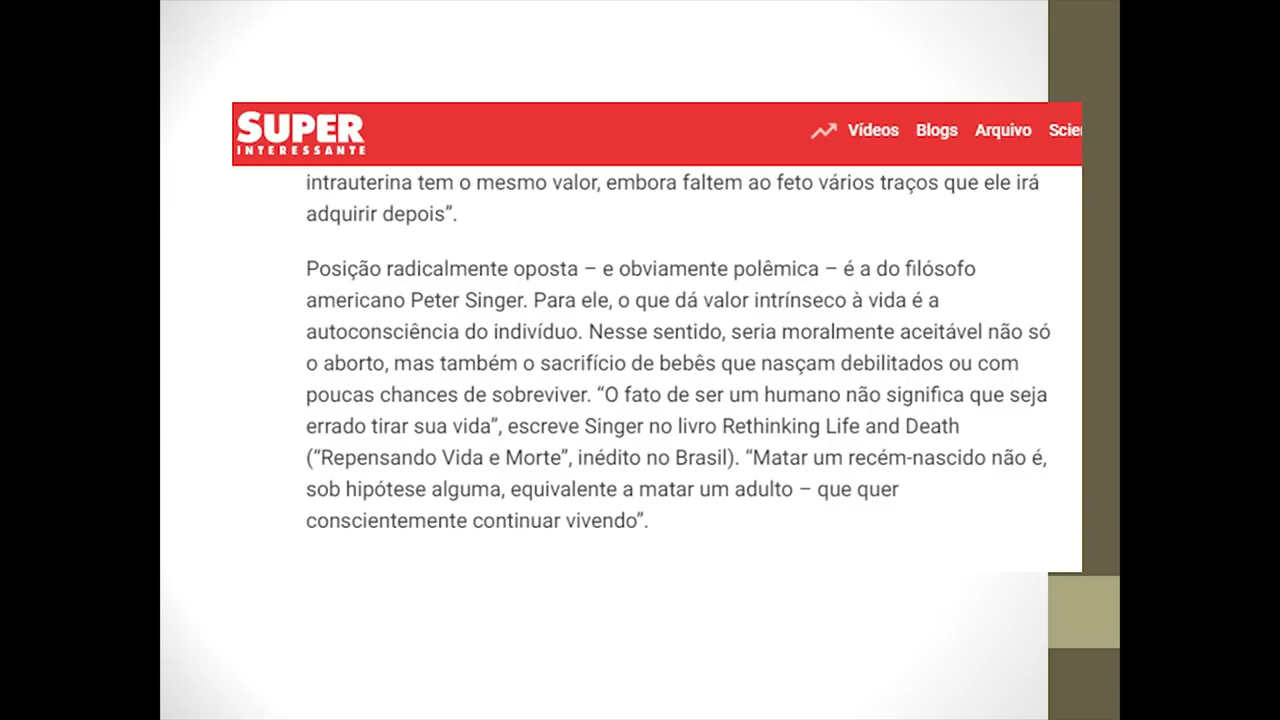 SUPER
INTERESSANTE
Vídeos Blogs Arquivo
intrauterina tem o mesmo valor, embora faltem ao feto vários traços que ele irá
adquirir depois”.
Posição radicalmente oposta – e obviamente polêmica – é a do filósofo
americano Peter Singer. Para ele, o que dá valor intrínseco à vida é a
autoconsciência do indivíduo. Nesse sentido, seria moralmente aceitável não só
o aborto, mas também o sacrifício de bebês que nasçam debilitados ou com
poucas chances de sobreviver. “O fato de ser um humano não significa que seja
errado tirar sua vida”, escreve Singer no livro Rethinking Life and Death
(“Repensando Vida e Morte”, inédito no Brasil). “Matar um recém-nascido não é,
sob hipótese alguma, equivalente a matar um adulto – que quer
conscientemente continuar vivendo”.